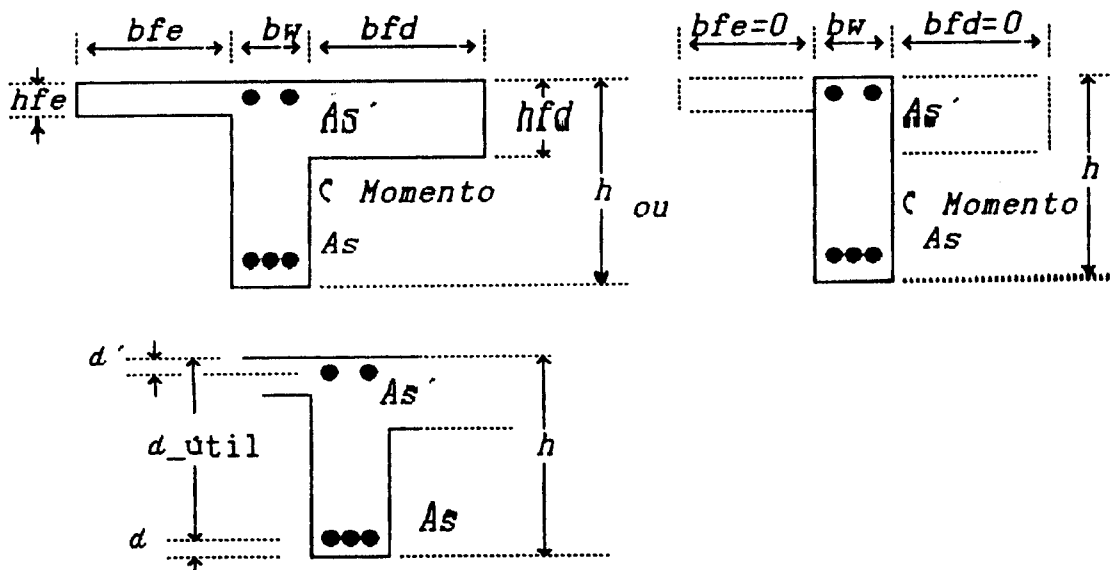 bfe bw bfd
bfe=0 bw bfd=0
hfe
As´
hfd
As´
h
h
Momento
ou
Momento
As
As
d´
As´
d_útil
h
As
d